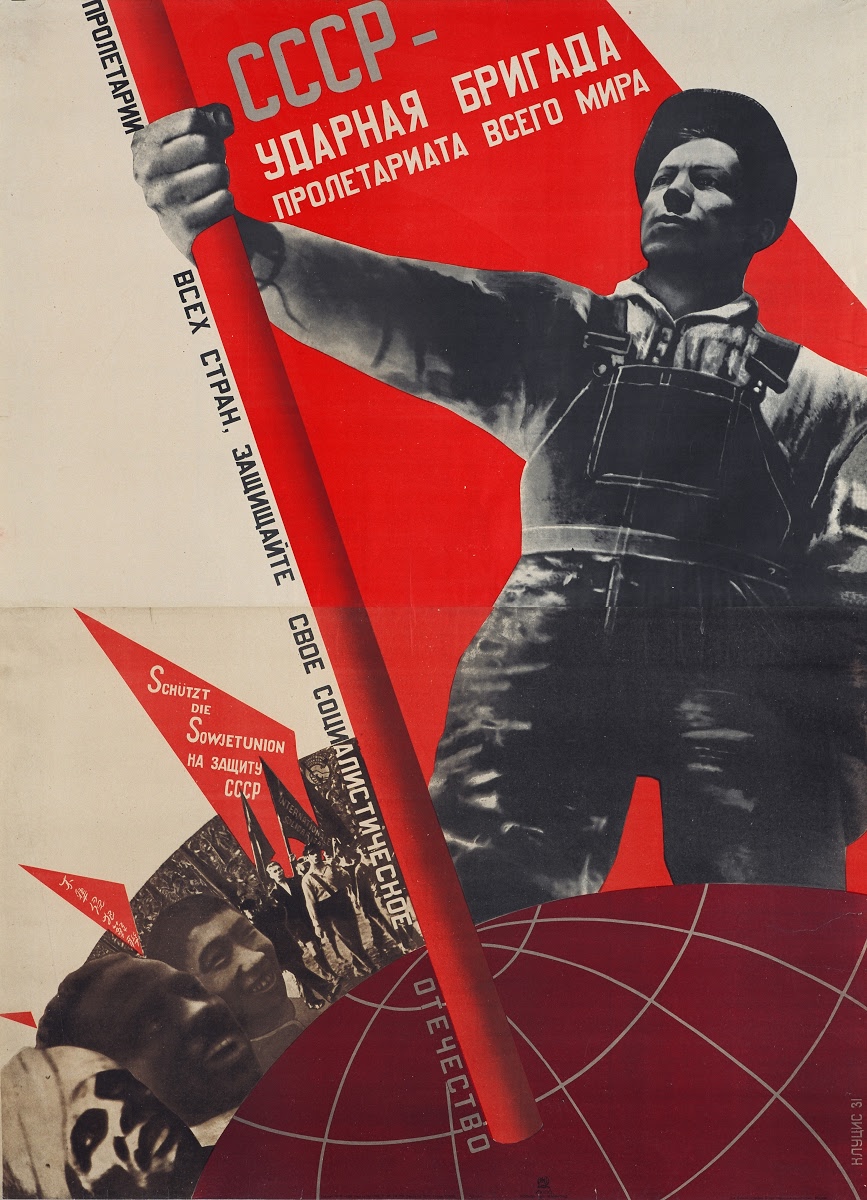 СССР-
УДАРНАЯ БРИГАДА
ПРОЛЕТАРИАТА ВСЕГО МИРА
ПРОЛЕТАРИИ ВСЕХ СТРАН, ЗАЩИЩАЙТЕ СВОЕ СОЦИАЛИСТИЧЕСКОЕ ОТЕЧЕСТВО
SCHÜTZT
DIE
SOWJETUNION
НА ЗАЩИТУ
СССР
КЛУЦИС 31